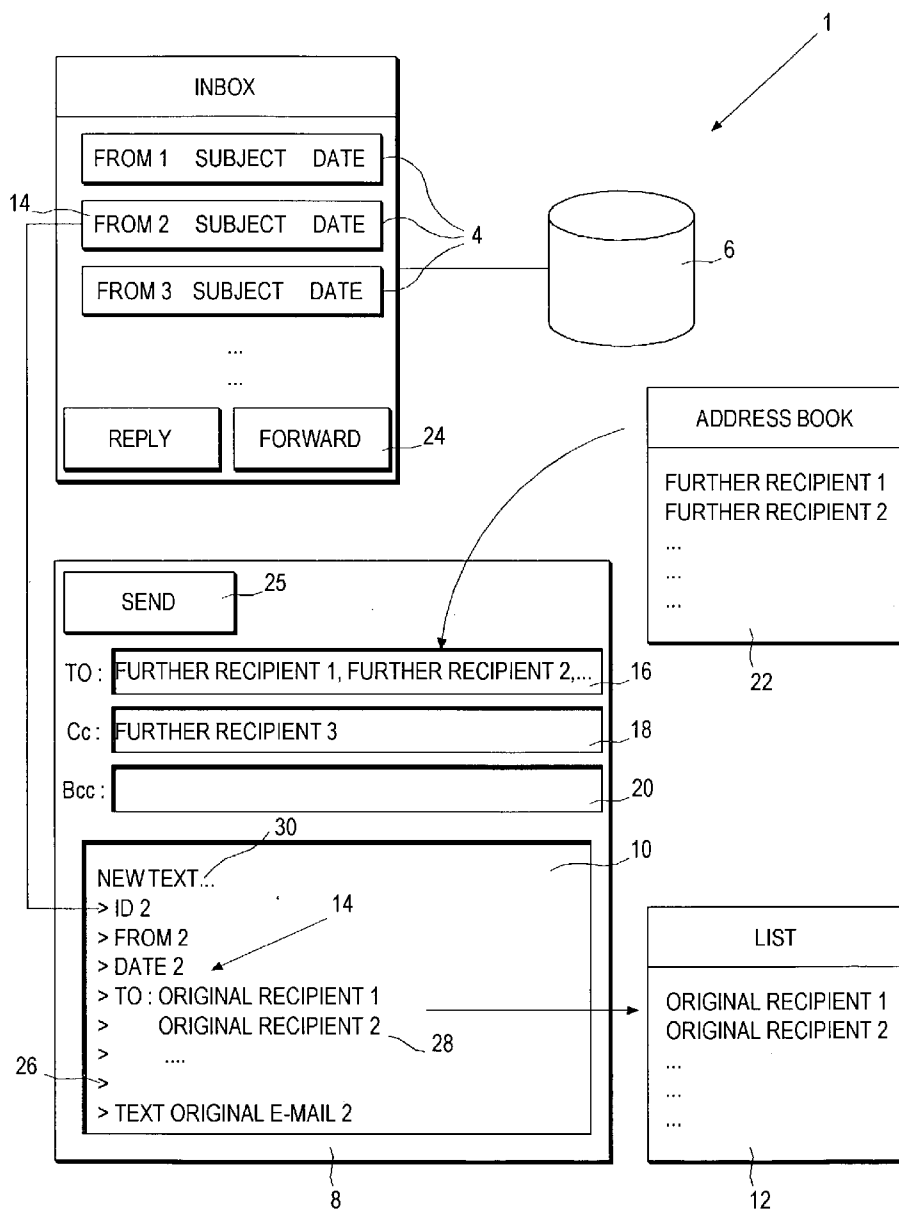 1
INBOX
FROM 1 SUBJECT DATE
14
FROM 2 SUBJECT DATE
4
6
FROM 3 SUBJECT DATE
...
...
REPLY
FORWARD
24
ADDRESS BOOK
FURTHER RECIPIENT 1
FURTHER RECIPIENT 2
...
...
...
22
SEND
25
TO : FURTHER RECIPIENT 1, FURTHER RECIPIENT 2,...
16
Cc : FURTHER RECIPIENT 3
18
Bcc :
20
30
10
NEW TEXT...
> ID 2
14
> FROM 2
> DATE 2
> TO : ORIGINAL RECIPIENT 1
> ORIGINAL RECIPIENT 2
28
> ....
26
>
> TEXT ORIGINAL E-MAIL 2
8
LIST
ORIGINAL RECIPIENT 1
ORIGINAL RECIPIENT 2
...
...
...
12